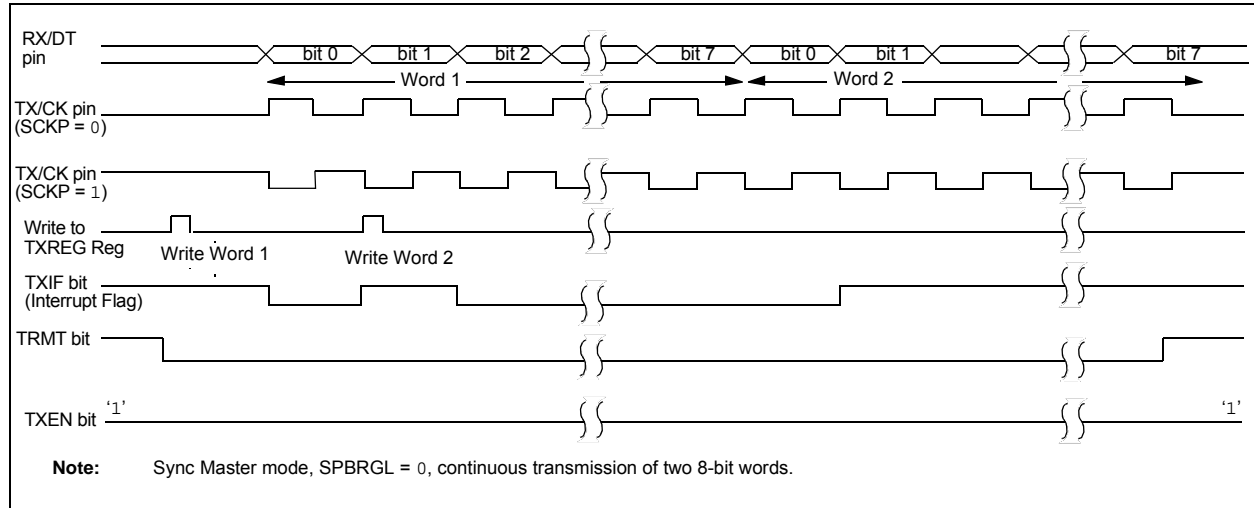 RX/DT
pin
bit 0 bit 1 bit 2 bit 7 bit 0 bit 1 bit 7
Word 1 Word 2
TX/CK pin
(SCKP = 0)
TX/CK pin
(SCKP = 1)
Write to
TXREG Reg
Write Word 1 Write Word 2
TXIF bit
(Interrupt Flag)
TRMT bit
TXEN bit '1' '1'
Note: Sync Master mode, SPBRGL = 0, continuous transmission of two 8-bit words.